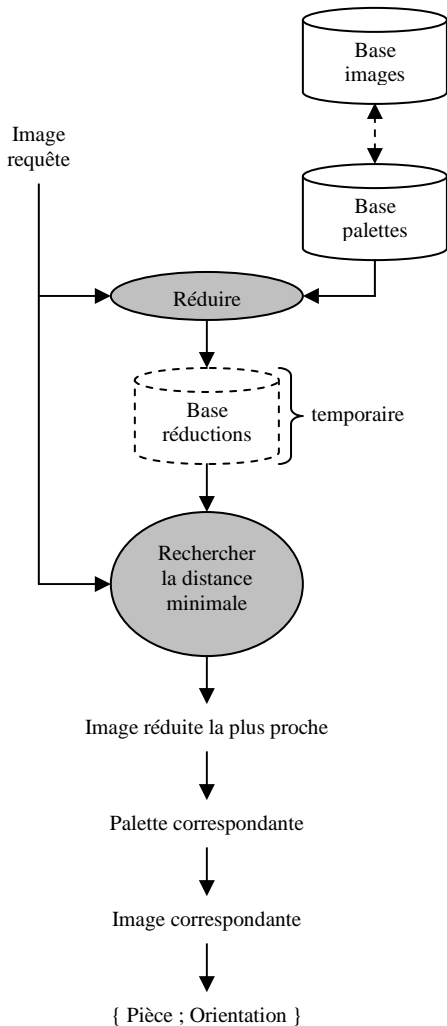 Base
images
Image
requête
Base
palettes
Réduire
Base
réductions
temporaire
Rechercher
la distance
minimale
Image réduite la plus proche
Palette correspondante
Image correspondante
{ Pièce ; Orientation }